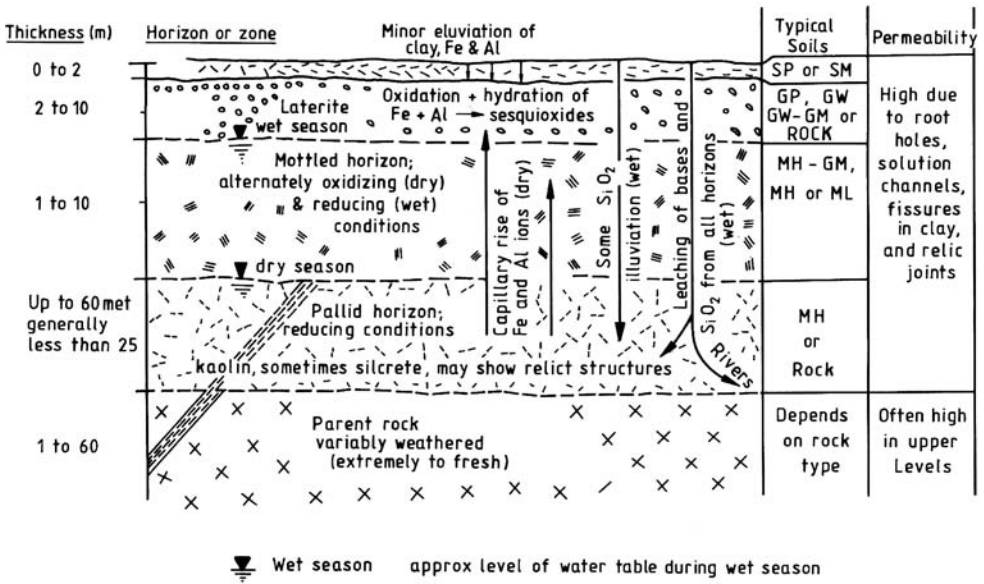 Thickness (m)
Horizon or zone
Minor eluviation of
clay, Fe & Al
Typical
Soils
Permeability
0 to 2
SP or SM
2 to 10
Laterite
wet season
Oxidation + hydration of
Fe + Al → sesquioxides
GP, GW
GW-GM or
ROCK
High due
to root
holes,
solution
channels,
fissures
in clay,
and relic
joints
1 to 10
Mottled horizon;
alternately oxidizing (dry)
& reducing (wet)
conditions
MH - GM,
MH or ML
dry season
Capillary rise of
Fe and Al ions (dry)
Some SiO2
illuviation (wet)
Leaching of bases and
SiO2 from all horizons
(wet)
Rivers
Up to 60 met
generally
less than 25
Pallid horizon;
reducing conditions
kaolin, sometimes silcrete, may show relict structures
MH
or
Rock
1 to 60
Parent rock
variably weathered
(extremely to fresh)
Depends
on rock
type
Often high
in upper
Levels
Wet season approx level of water table during wet season